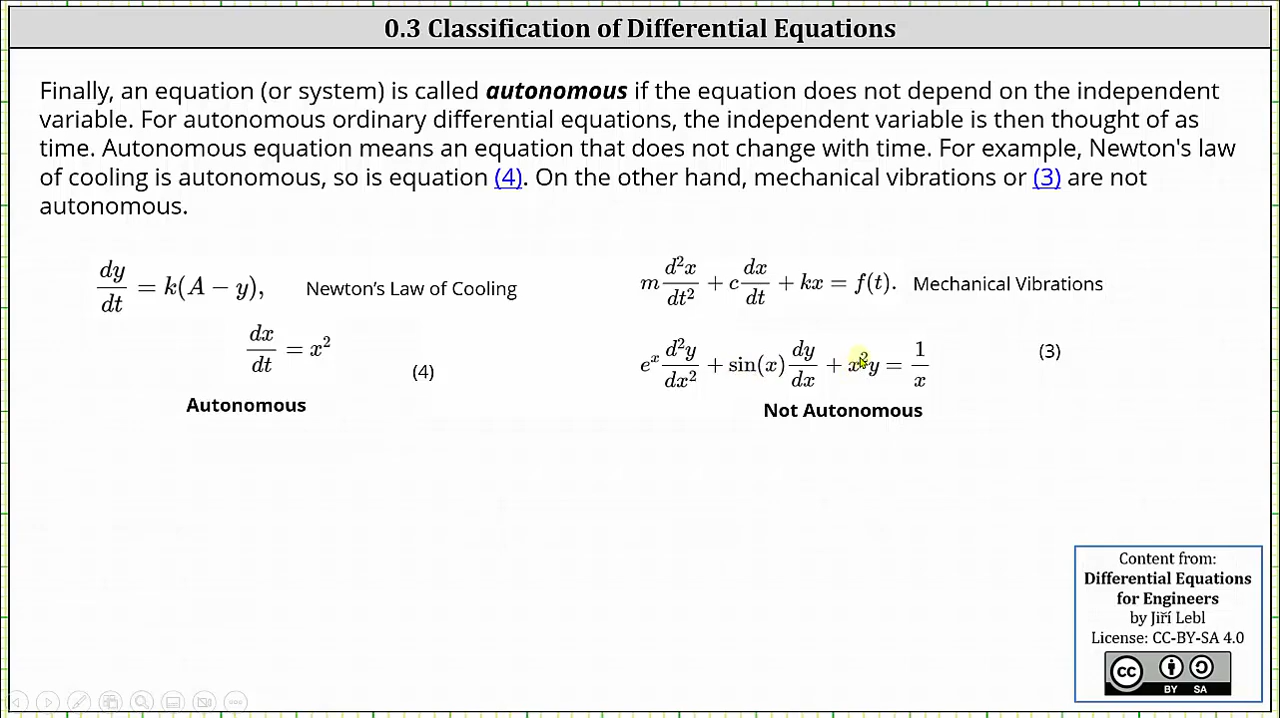 0.3 Classification of Differential Equations
Finally, an equation (or system) is called autonomous if the equation does not depend on the independent
variable. For autonomous ordinary differential equations, the independent variable is then thought of as
time. Autonomous equation means an equation that does not change with time. For example, Newton's law
of cooling is autonomous, so is equation (4). On the other hand, mechanical vibrations or (3) are not
autonomous.
dy/dt = k(A − y), Newton’s Law of Cooling
dx/dt = x² (4)
Autonomous
m d²x/dt² + c dx/dt + kx = f(t). Mechanical Vibrations
eˣ d²y/dx² + sin(x) dy/dx + x²y = 1/x (3)
Not Autonomous
Content from:
Differential Equations
for Engineers
by Jiří Lebl
License: CC-BY-SA 4.0
cc BY SA